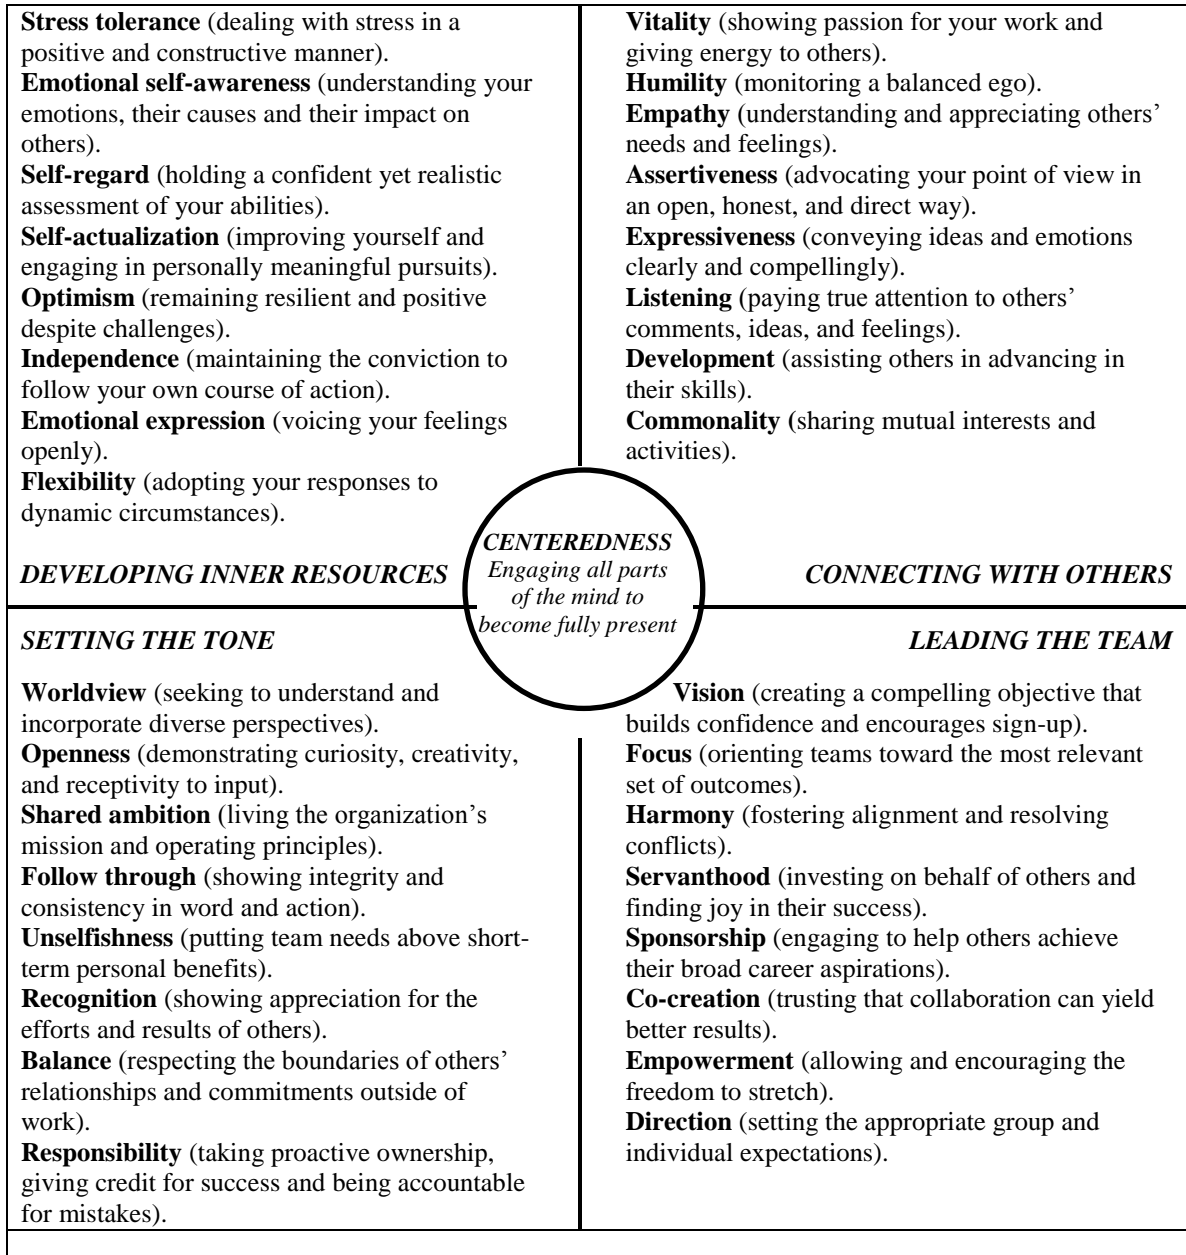 Stress tolerance (dealing with stress in a
positive and constructive manner).
Emotional self-awareness (understanding your
emotions, their causes and their impact on
others).
Self-regard (holding a confident yet realistic
assessment of your abilities).
Self-actualization (improving yourself and
engaging in personally meaningful pursuits).
Optimism (remaining resilient and positive
despite challenges).
Independence (maintaining the conviction to
follow your own course of action).
Emotional expression (voicing your feelings
openly).
Flexibility (adopting your responses to
dynamic circumstances).
DEVELOPING INNER RESOURCES
Vitality (showing passion for your work and
giving energy to others).
Humility (monitoring a balanced ego).
Empathy (understanding and appreciating others’
needs and feelings).
Assertiveness (advocating your point of view in
an open, honest, and direct way).
Expressiveness (conveying ideas and emotions
clearly and compellingly).
Listening (paying true attention to others’
comments, ideas, and feelings).
Development (assisting others in advancing in
their skills).
Commonality (sharing mutual interests and
activities).
CONNECTING WITH OTHERS
CENTEREDNESS
Engaging all parts
of the mind to
become fully present
SETTING THE TONE
Worldview (seeking to understand and
incorporate diverse perspectives).
Openness (demonstrating curiosity, creativity,
and receptivity to input).
Shared ambition (living the organization’s
mission and operating principles).
Follow through (showing integrity and
consistency in word and action).
Unselfishness (putting team needs above short-
term personal benefits).
Recognition (showing appreciation for the
efforts and results of others).
Balance (respecting the boundaries of others’
relationships and commitments outside of
work).
Responsibility (taking proactive ownership,
giving credit for success and being accountable
for mistakes).
LEADING THE TEAM
Vision (creating a compelling objective that
builds confidence and encourages sign-up).
Focus (orienting teams toward the most relevant
set of outcomes).
Harmony (fostering alignment and resolving
conflicts).
Servanthood (investing on behalf of others and
finding joy in their success).
Sponsorship (engaging to help others achieve
their broad career aspirations).
Co-creation (trusting that collaboration can yield
better results).
Empowerment (allowing and encouraging the
freedom to stretch).
Direction (setting the appropriate group and
individual expectations).